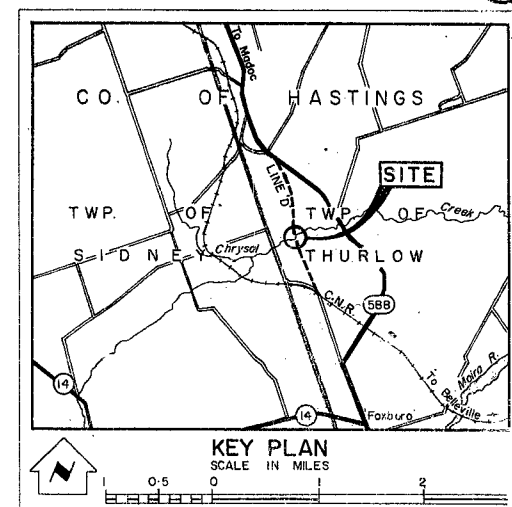 To Madoc
CO. OF HASTINGS
SITE
LINE 'D'
TWP. OF TWP. OF
Creek
Chrysal
SIDNEY THURLOW
C.N.R.
588
Moira R.
14
To Belleville
14
Foxboro
KEY PLAN
SCALE IN MILES
N
1 0·5 0 1 2